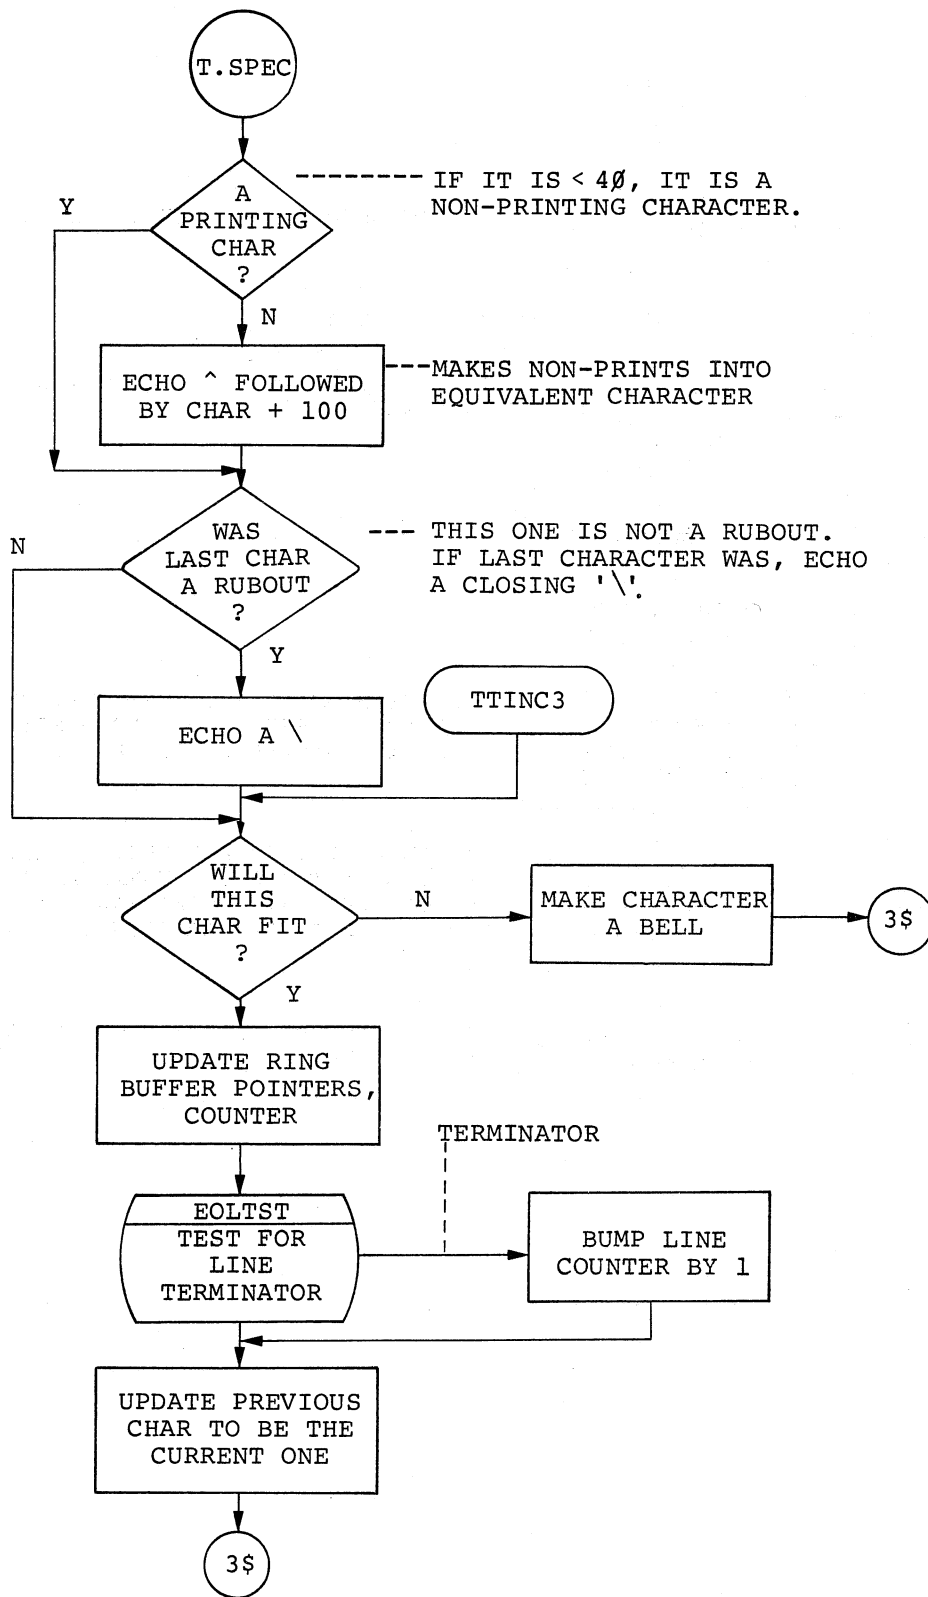 T.SPEC
A
PRINTING
CHAR
?
Y
IF IT IS < 4Ø, IT IS A
NON-PRINTING CHARACTER.
N
ECHO ^ FOLLOWED
BY CHAR + 100
MAKES NON-PRINTS INTO
EQUIVALENT CHARACTER
WAS
LAST CHAR
A RUBOUT
?
N
THIS ONE IS NOT A RUBOUT.
IF LAST CHARACTER WAS, ECHO
A CLOSING '\'.
Y
ECHO A \
TTINC3
WILL
THIS
CHAR FIT
?
N
MAKE CHARACTER
A BELL
3$
Y
UPDATE RING
BUFFER POINTERS,
COUNTER
TERMINATOR
EOLTST
TEST FOR
LINE
TERMINATOR
BUMP LINE
COUNTER BY 1
UPDATE PREVIOUS
CHAR TO BE THE
CURRENT ONE
3$